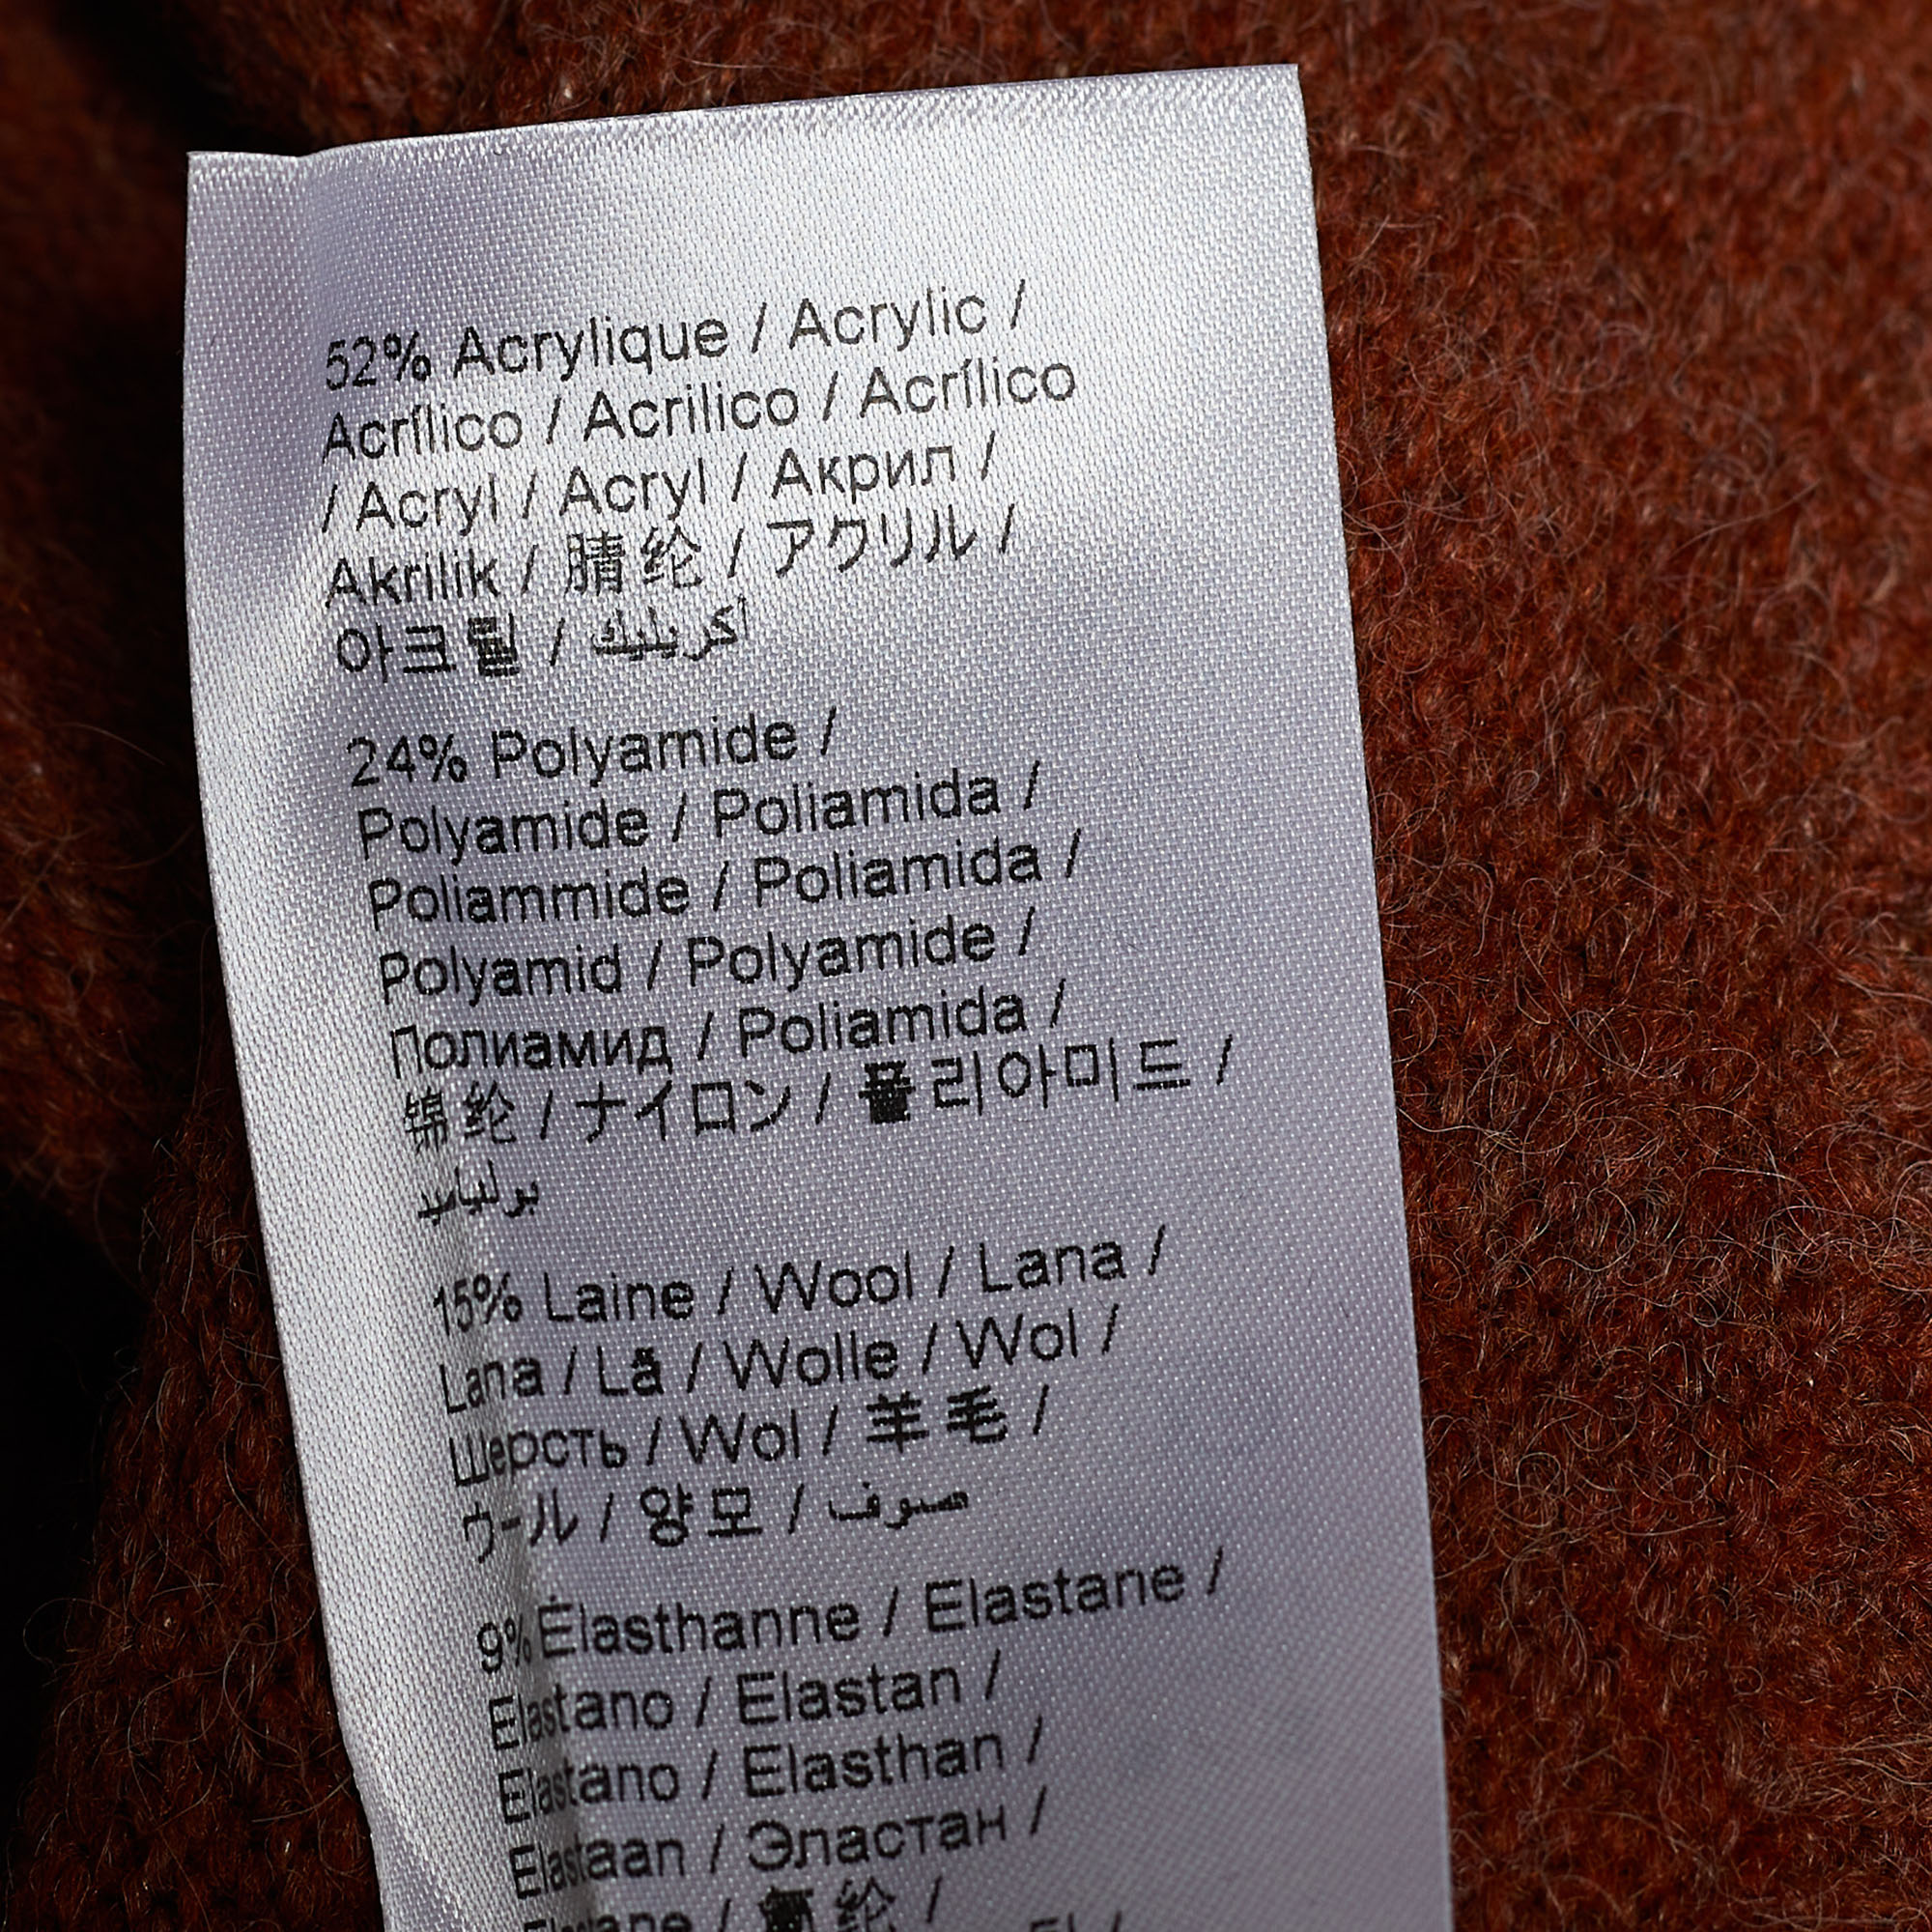 52% Acrylique / Acrylic /
Acrílico / Acrilico / Acrílico
/ Acryl / Acryl / Акрил /
Akrilik / 腈纶 / アクリル /
아크릴 / اكريليك
24% Polyamide /
Polyamide / Poliamida /
Poliammide / Poliamida /
Polyamid / Polyamide /
Полиамид / Poliamida /
锦纶 / ナイロン / 폴리아미드 /
15% Laine / Wool / Lana /
Lana / Lã / Wolle / Wol /
Шерсть / Wol / 羊毛 /
ウール / 양모 / صوف
9% Élasthanne / Elastane /
Elastano / Elastan /
Elastano / Elasthan /
Elastaan / Эластан /
/ 氨纶 /